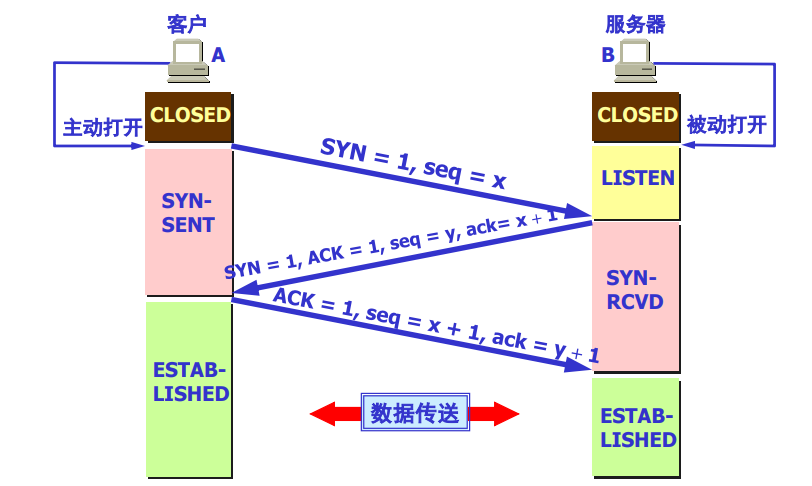 客户
服务器
A
B
CLOSED
CLOSED
主动打开
被动打开
SYN = 1, seq = x
LISTEN
SYN-
SENT
SYN = 1, ACK = 1, seq = y, ack= x + 1
SYN-
RCVD
ACK = 1, seq = x + 1, ack = y + 1
ESTAB-
LISHED
数据传送
ESTAB-
LISHED